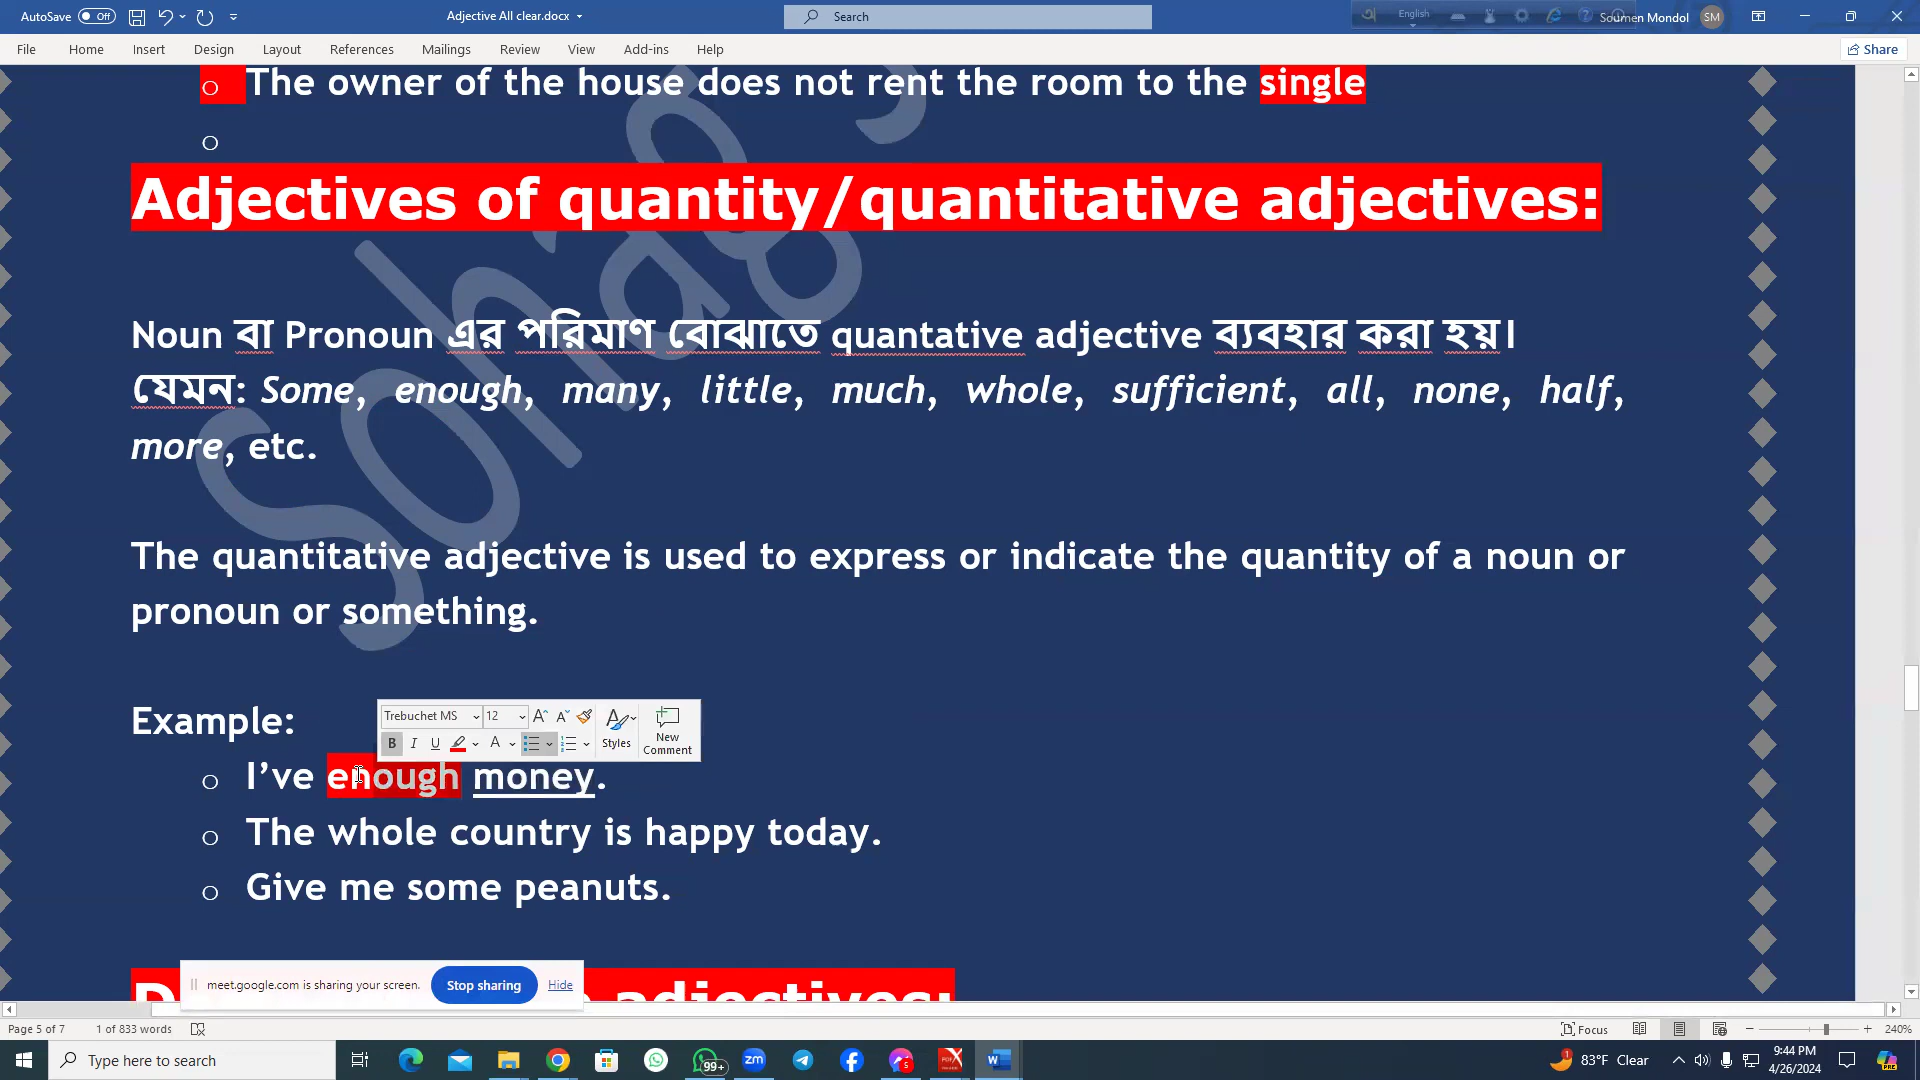 AutoSave Off Adjective All clear.docx Search English Soumen Mondol SM
File Home Insert Design Layout References Mailings Review View Add-ins Help Share
o The owner of the house does not rent the room to the single
o
Adjectives of quantity/quantitative adjectives:
Noun বা Pronoun এর পরিমাণ বোঝাতে quantative adjective ব্যবহার করা হয়।
যেমন: Some, enough, many, little, much, whole, sufficient, all, none, half,
more, etc.
The quantitative adjective is used to express or indicate the quantity of a noun or
pronoun or something.
Example:
Trebuchet MS 12
Styles New
Comment
o I’ve enough money.
o The whole country is happy today.
o Give me some peanuts.
meet.google.com is sharing your screen. Stop sharing Hide
adjectives:
Page 5 of 7 1 of 833 words Focus 240%
Type here to search 99+ zm 5 83°F Clear 9:44 PM
4/26/2024